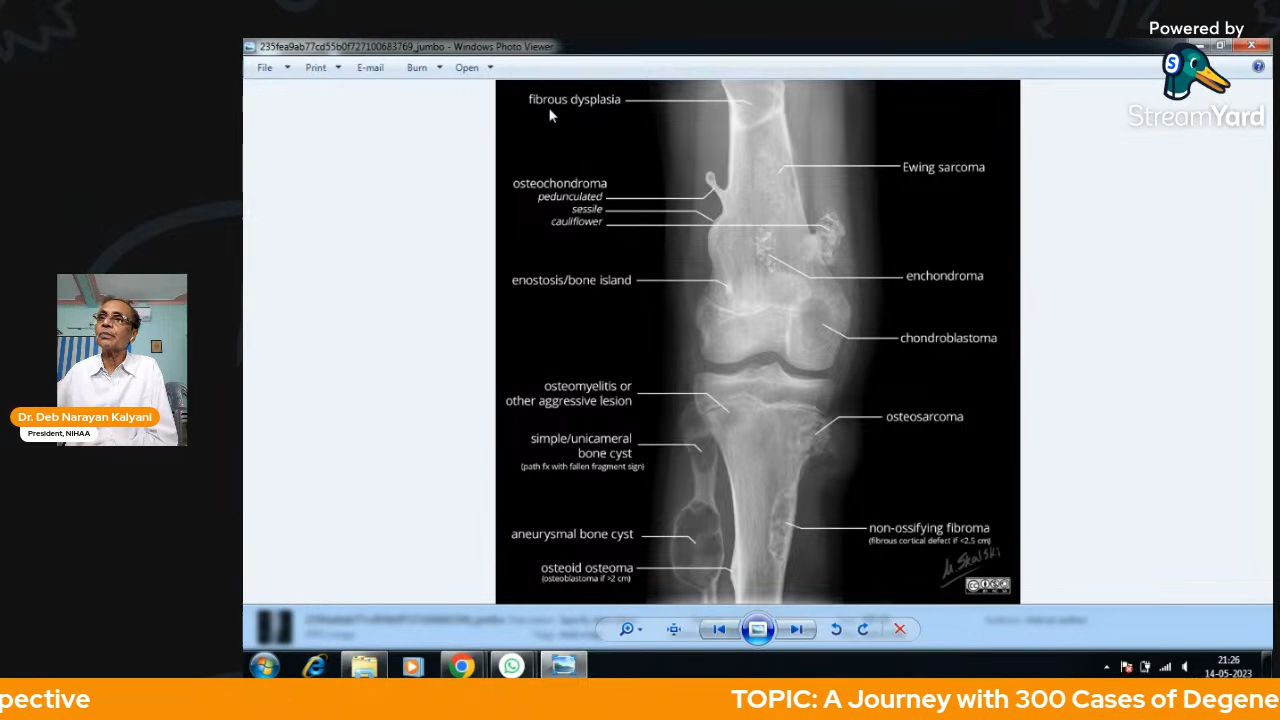 Powered by
StreamYard
235fea9ab77cd55b0f727100683769_jumbo - Windows Photo Viewer
File Print E-mail Burn Open
fibrous dysplasia
Ewing sarcoma
osteochondroma
pedunculated
sessile
cauliflower
enchondroma
enostosis/bone island
chondroblastoma
osteomyelitis or
other aggressive lesion
osteosarcoma
simple/unicameral
bone cyst
(path fx with fallen fragment sign)
non-ossifying fibroma
(fibrous cortical defect if <2.5 cm)
aneurysmal bone cyst
osteoid osteoma
(osteoblastoma if >2 cm)
M. Skalski
Dr. Deb Narayan Kalyani
President, NIHAA
21:26
14-05-2023
pective
TOPIC: A Journey with 300 Cases of Degene